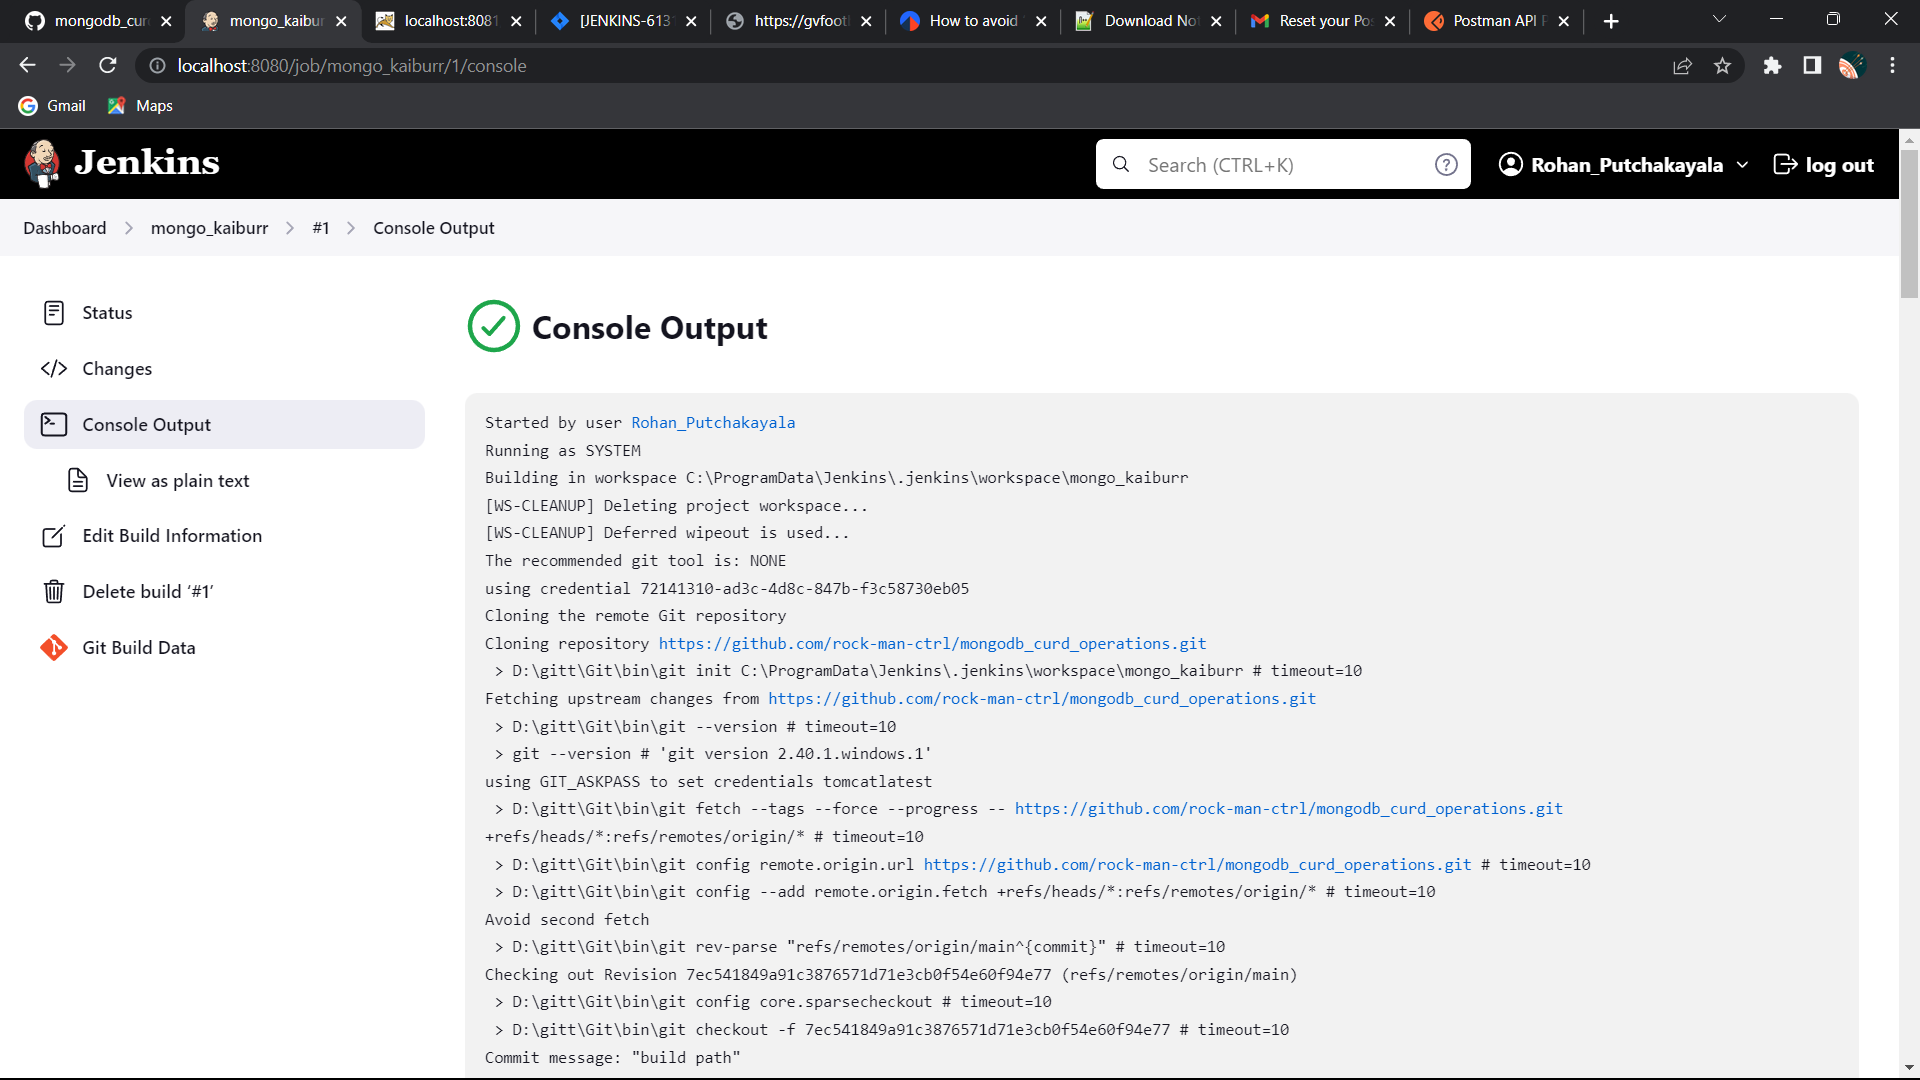 mongodb_cur
mongo_kaibur
localhost:8081
[JENKINS-6131
https://gvfootl
How to avoid
Download Not
Reset your Pos
Postman API P
localhost:8080/job/mongo_kaiburr/1/console
Gmail
Maps
Jenkins
Search (CTRL+K)
Rohan_Putchakayala
log out
Dashboard
mongo_kaiburr
#1
Console Output
Status
Changes
Console Output
View as plain text
Edit Build Information
Delete build ‘#1’
Git Build Data
Console Output
Started by user Rohan_Putchakayala
Running as SYSTEM
Building in workspace C:\ProgramData\Jenkins\.jenkins\workspace\mongo_kaiburr
[WS-CLEANUP] Deleting project workspace...
[WS-CLEANUP] Deferred wipeout is used...
The recommended git tool is: NONE
using credential 72141310-ad3c-4d8c-847b-f3c58730eb05
Cloning the remote Git repository
Cloning repository https://github.com/rock-man-ctrl/mongodb_curd_operations.git
> D:\gitt\Git\bin\git init C:\ProgramData\Jenkins\.jenkins\workspace\mongo_kaiburr # timeout=10
Fetching upstream changes from https://github.com/rock-man-ctrl/mongodb_curd_operations.git
> D:\gitt\Git\bin\git --version # timeout=10
> git --version # 'git version 2.40.1.windows.1'
using GIT_ASKPASS to set credentials tomcatlatest
> D:\gitt\Git\bin\git fetch --tags --force --progress -- https://github.com/rock-man-ctrl/mongodb_curd_operations.git
+refs/heads/*:refs/remotes/origin/* # timeout=10
> D:\gitt\Git\bin\git config remote.origin.url https://github.com/rock-man-ctrl/mongodb_curd_operations.git # timeout=10
> D:\gitt\Git\bin\git config --add remote.origin.fetch +refs/heads/*:refs/remotes/origin/* # timeout=10
Avoid second fetch
> D:\gitt\Git\bin\git rev-parse "refs/remotes/origin/main^{commit}" # timeout=10
Checking out Revision 7ec541849a91c3876571d71e3cb0f54e60f94e77 (refs/remotes/origin/main)
> D:\gitt\Git\bin\git config core.sparsecheckout # timeout=10
> D:\gitt\Git\bin\git checkout -f 7ec541849a91c3876571d71e3cb0f54e60f94e77 # timeout=10
Commit message: "build path"